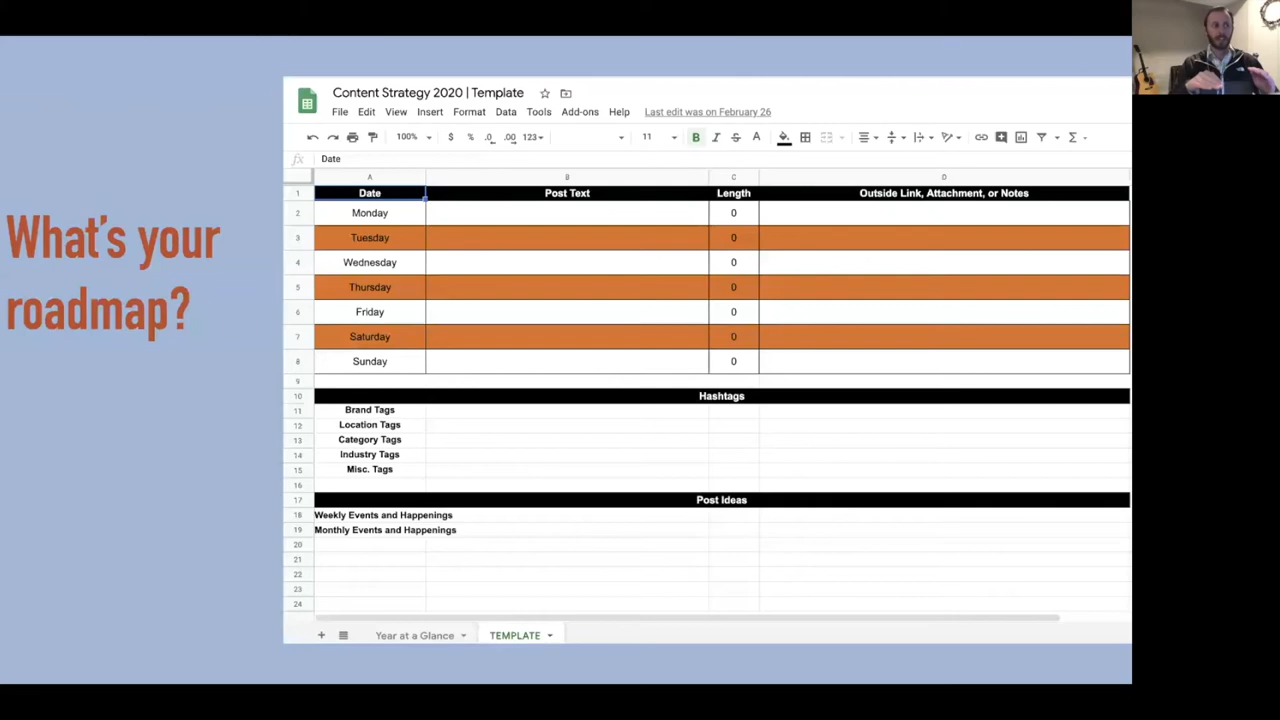 What's your
roadmap?
Content Strategy 2020 | Template
File Edit View Insert Format Data Tools Add-ons Help Last edit was on February 26
100% $ % .0 .00 123 11 B I S A
fx Date
A B C D
1 Date Post Text Length Outside Link, Attachment, or Notes
2 Monday 0
3 Tuesday 0
4 Wednesday 0
5 Thursday 0
6 Friday 0
7 Saturday 0
8 Sunday 0
9
10 Hashtags
11 Brand Tags
12 Location Tags
13 Category Tags
14 Industry Tags
15 Misc. Tags
16
17 Post Ideas
18 Weekly Events and Happenings
19 Monthly Events and Happenings
20
21
22
23
24
+ Year at a Glance TEMPLATE